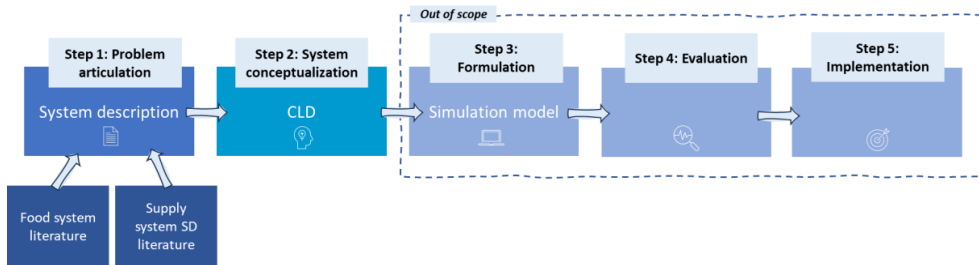 Out of scope
Step 1: Problem
articulation
System description
Step 2: System
conceptualization
CLD
Step 3:
Formulation
Simulation model
Step 4: Evaluation
Step 5:
Implementation
Food system
literature
Supply
system SD
literature